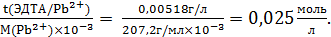 t(ЭДТА/Pb²⁺)/M(Pb²⁺)×10⁻³ = 0,00518г/л/207,2г/мл×10⁻³ = 0,025 моль/л.